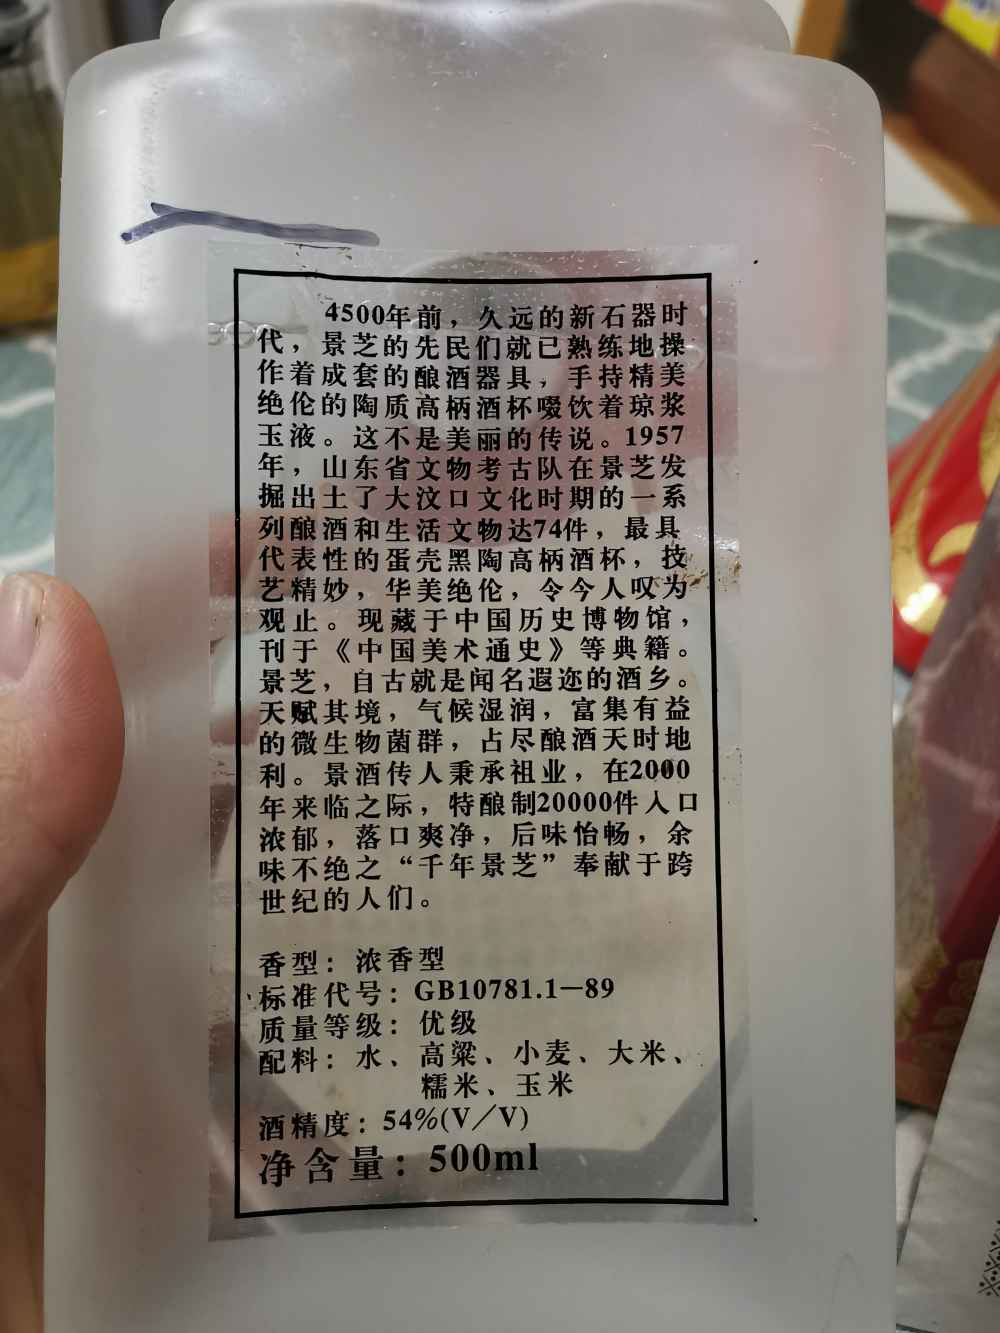 4500年前，久远的新石器时
代，景芝的先民们就已熟练地操
作着成套的酿酒器具，手持精美
绝伦的陶质高柄酒杯啜饮着琼浆
玉液。这不是美丽的传说。1957
年，山东省文物考古队在景芝发
掘出土了大汶口文化时期的一系
列酿酒和生活文物达74件，最具
代表性的蛋壳黑陶高柄酒杯，技
艺精妙，华美绝伦，令今人叹为
观止。现藏于中国历史博物馆，
刊于《中国美术通史》等典籍。
景芝，自古就是闻名遐迩的酒乡。
天赋其境，气候湿润，富集有益
的微生物菌群，占尽酿酒天时地
利。景酒传人秉承祖业，在2000
年来临之际，特酿制20000件入口
浓郁，落口爽净，后味怡畅，余
味不绝之“千年景芝”奉献于跨
世纪的人们。
香型：浓香型
标准代号：GB10781.1—89
质量等级：优级
配料：水、高粱、小麦、大米、
糯米、玉米
酒精度：54%(V／V)
净含量：500ml